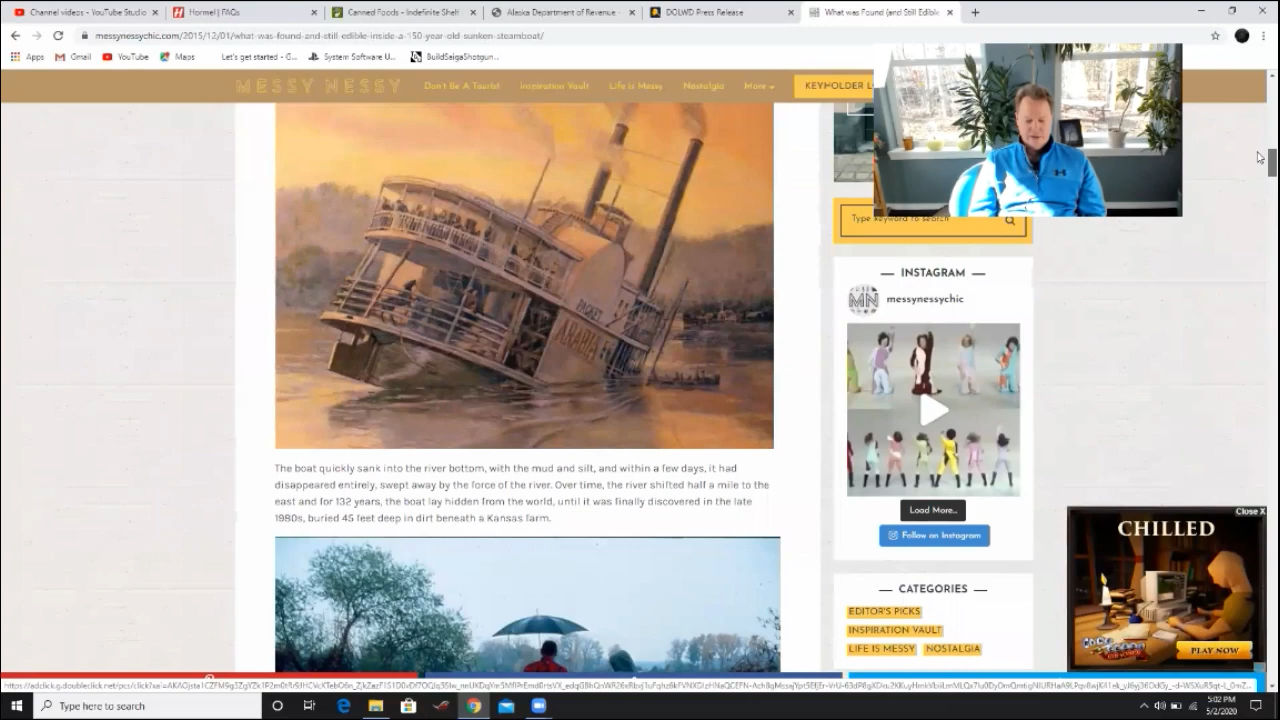 Channel videos - YouTube Studio
Hormel | FAQs
Canned Foods - Indefinite Shelf
Alaska Department of Revenue -
DOLWD Press Release
What was Found (and Still Edible
messynessychic.com/2015/12/01/what-was-found-and-still-edible-inside-a-150-year-old-sunken-steamboat/
Apps
Gmail
YouTube
Maps
Let's get started - G...
System Software U...
BuildSaigaShotgun...
MESSY NESSY
Don't Be A Tourist
Inspiration Vault
Life is Messy
Nostalgia
More
KEYHOLDER L
Type keyword to search
ARABIA
INSTAGRAM
MN
messynessychic
Load More...
Follow on Instagram
The boat quickly sank into the river bottom, with the mud and silt, and within a few days, it had
disappeared entirely, swept away by the force of the river. Over time, the river shifted half a mile to the
east and for 132 years, the boat lay hidden from the world, until it was finally discovered in the late
1980s, buried 45 feet deep in dirt beneath a Kansas farm.
CATEGORIES
EDITOR'S PICKS
INSPIRATION VAULT
LIFE IS MESSY
NOSTALGIA
Close X
CHILLED
PLAY NOW
Type here to search
5:02 PM
5/2/2020